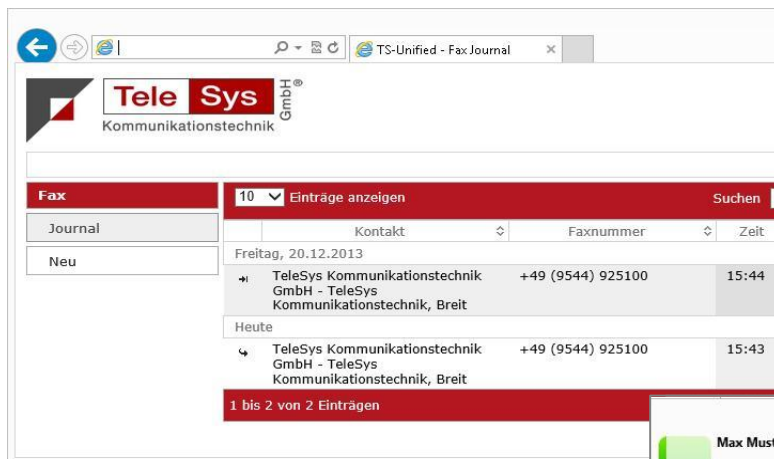 TS-Unified - Fax Journal
Tele Sys GmbH®
Kommunikationstechnik
Fax
Journal
Neu
10 Einträge anzeigen Suchen
Kontakt Faxnummer Zeit
Freitag, 20.12.2013
TeleSys Kommunikationstechnik +49 (9544) 925100 15:44
GmbH - TeleSys
Kommunikationstechnik, Breit
Heute
TeleSys Kommunikationstechnik +49 (9544) 925100 15:43
GmbH - TeleSys
Kommunikationstechnik, Breit
1 bis 2 von 2 Einträgen
Max Must